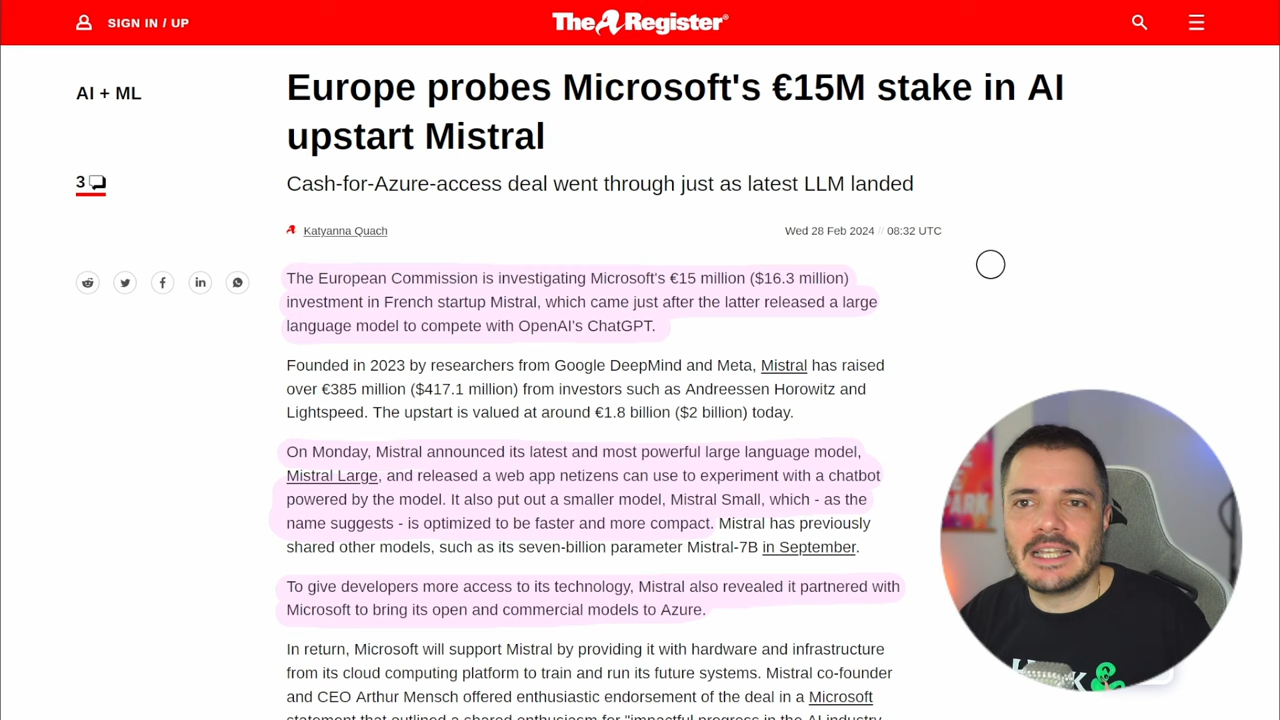 SIGN IN / UP
The Register®
AI + ML
Europe probes Microsoft's €15M stake in AI
upstart Mistral
3
Cash-for-Azure-access deal went through just as latest LLM landed
Katyanna Quach
Wed 28 Feb 2024 // 08:32 UTC
The European Commission is investigating Microsoft's €15 million ($16.3 million)
investment in French startup Mistral, which came just after the latter released a large
language model to compete with OpenAI's ChatGPT.
Founded in 2023 by researchers from Google DeepMind and Meta, Mistral has raised
over €385 million ($417.1 million) from investors such as Andreessen Horowitz and
Lightspeed. The upstart is valued at around €1.8 billion ($2 billion) today.
On Monday, Mistral announced its latest and most powerful large language model,
Mistral Large, and released a web app netizens can use to experiment with a chatbot
powered by the model. It also put out a smaller model, Mistral Small, which - as the
name suggests - is optimized to be faster and more compact. Mistral has previously
shared other models, such as its seven-billion parameter Mistral-7B in September.
To give developers more access to its technology, Mistral also revealed it partnered with
Microsoft to bring its open and commercial models to Azure.
In return, Microsoft will support Mistral by providing it with hardware and infrastructure
from its cloud computing platform to train and run its future systems. Mistral co-founder
and CEO Arthur Mensch offered enthusiastic endorsement of the deal in a Microsoft
statement that outlined a shared enthusiasm for "impactful progress in the AI industry